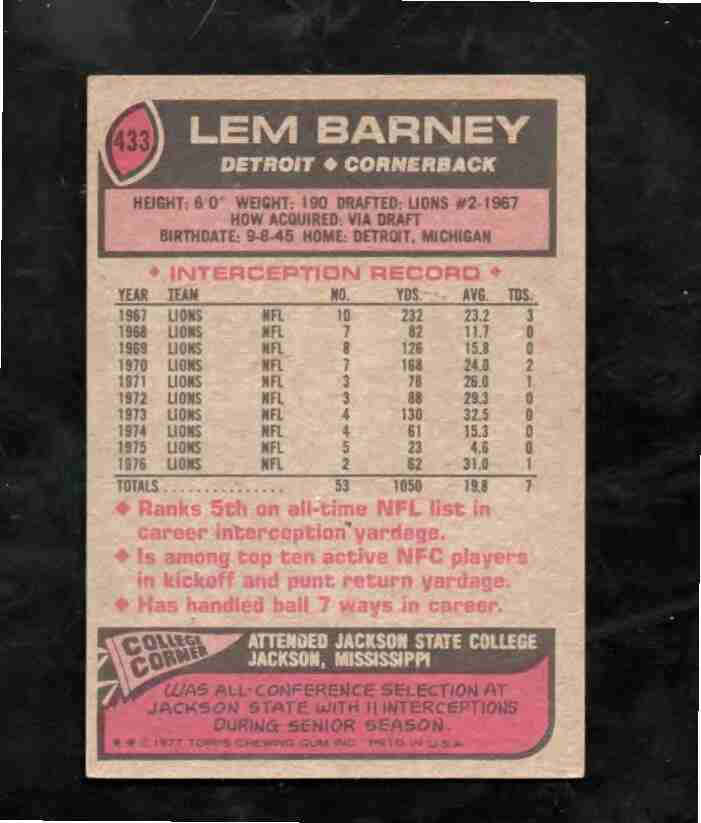 433
LEM BARNEY
DETROIT ♦ CORNERBACK
HEIGHT: 6'0" WEIGHT: 190 DRAFTED: LIONS #2-1967
HOW ACQUIRED: VIA DRAFT
BIRTHDATE: 9-8-45 HOME: DETROIT, MICHIGAN
♦ INTERCEPTION RECORD ♦
YEAR TEAM NO. YDS. AVG. TDS.
1967 LIONS NFL 10 232 23.2 3
1968 LIONS NFL 7 82 11.7 0
1969 LIONS NFL 8 126 15.8 0
1970 LIONS NFL 7 168 24.0 2
1971 LIONS NFL 3 78 26.0 1
1972 LIONS NFL 3 88 29.3 0
1973 LIONS NFL 4 130 32.5 0
1974 LIONS NFL 4 61 15.3 0
1975 LIONS NFL 5 23 4.6 0
1976 LIONS NFL 2 62 31.0 1
TOTALS............... 53 1050 19.8 7
♦ Ranks 5th on all-time NFL list in
career interception yardage.
♦ Is among top ten active NFC players
in kickoff and punt return yardage.
♦ Has handled ball 7 ways in career.
COLLEGE
CORNER
ATTENDED JACKSON STATE COLLEGE
JACKSON, MISSISSIPPI
WAS ALL-CONFERENCE SELECTION AT
JACKSON STATE WITH 11 INTERCEPTIONS
DURING SENIOR SEASON.
* * © 1977 TOPPS CHEWING GUM INC. PRTD IN U.S.A.